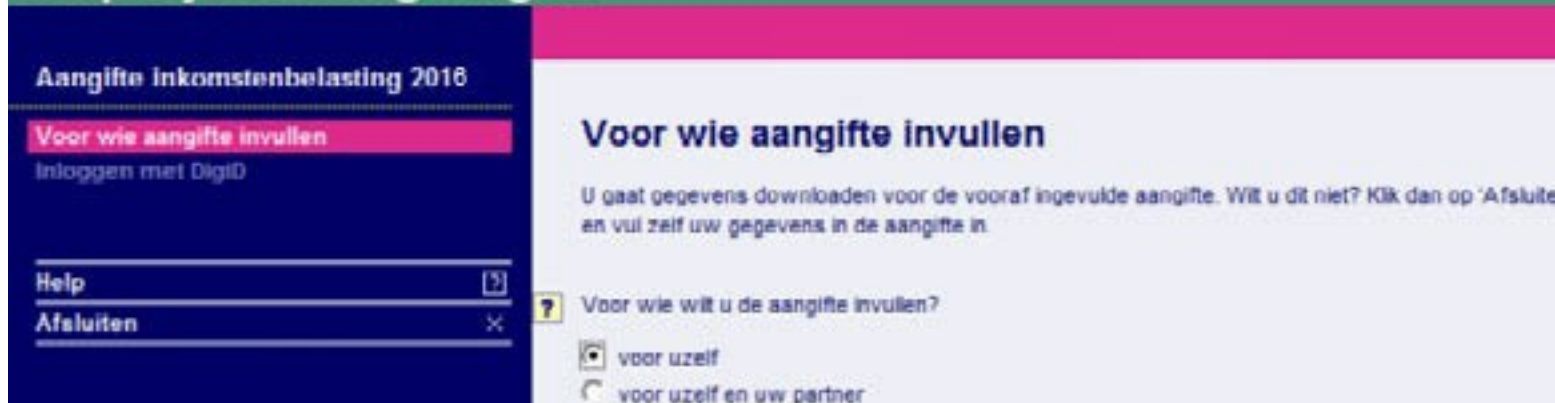 Aangifte inkomstenbelasting 2016
Voor wie aangifte invullen
Inloggen met DigiD
Help
Afsluiten
Voor wie aangifte invullen
U gaat gegevens downloaden voor de vooraf ingevulde aangifte. Wilt u dit niet? Klik dan op 'Afsluite
en vul zelf uw gegevens in de aangifte in.
? Voor wie wilt u de aangifte invullen?
voor uzelf
voor uzelf en uw partner